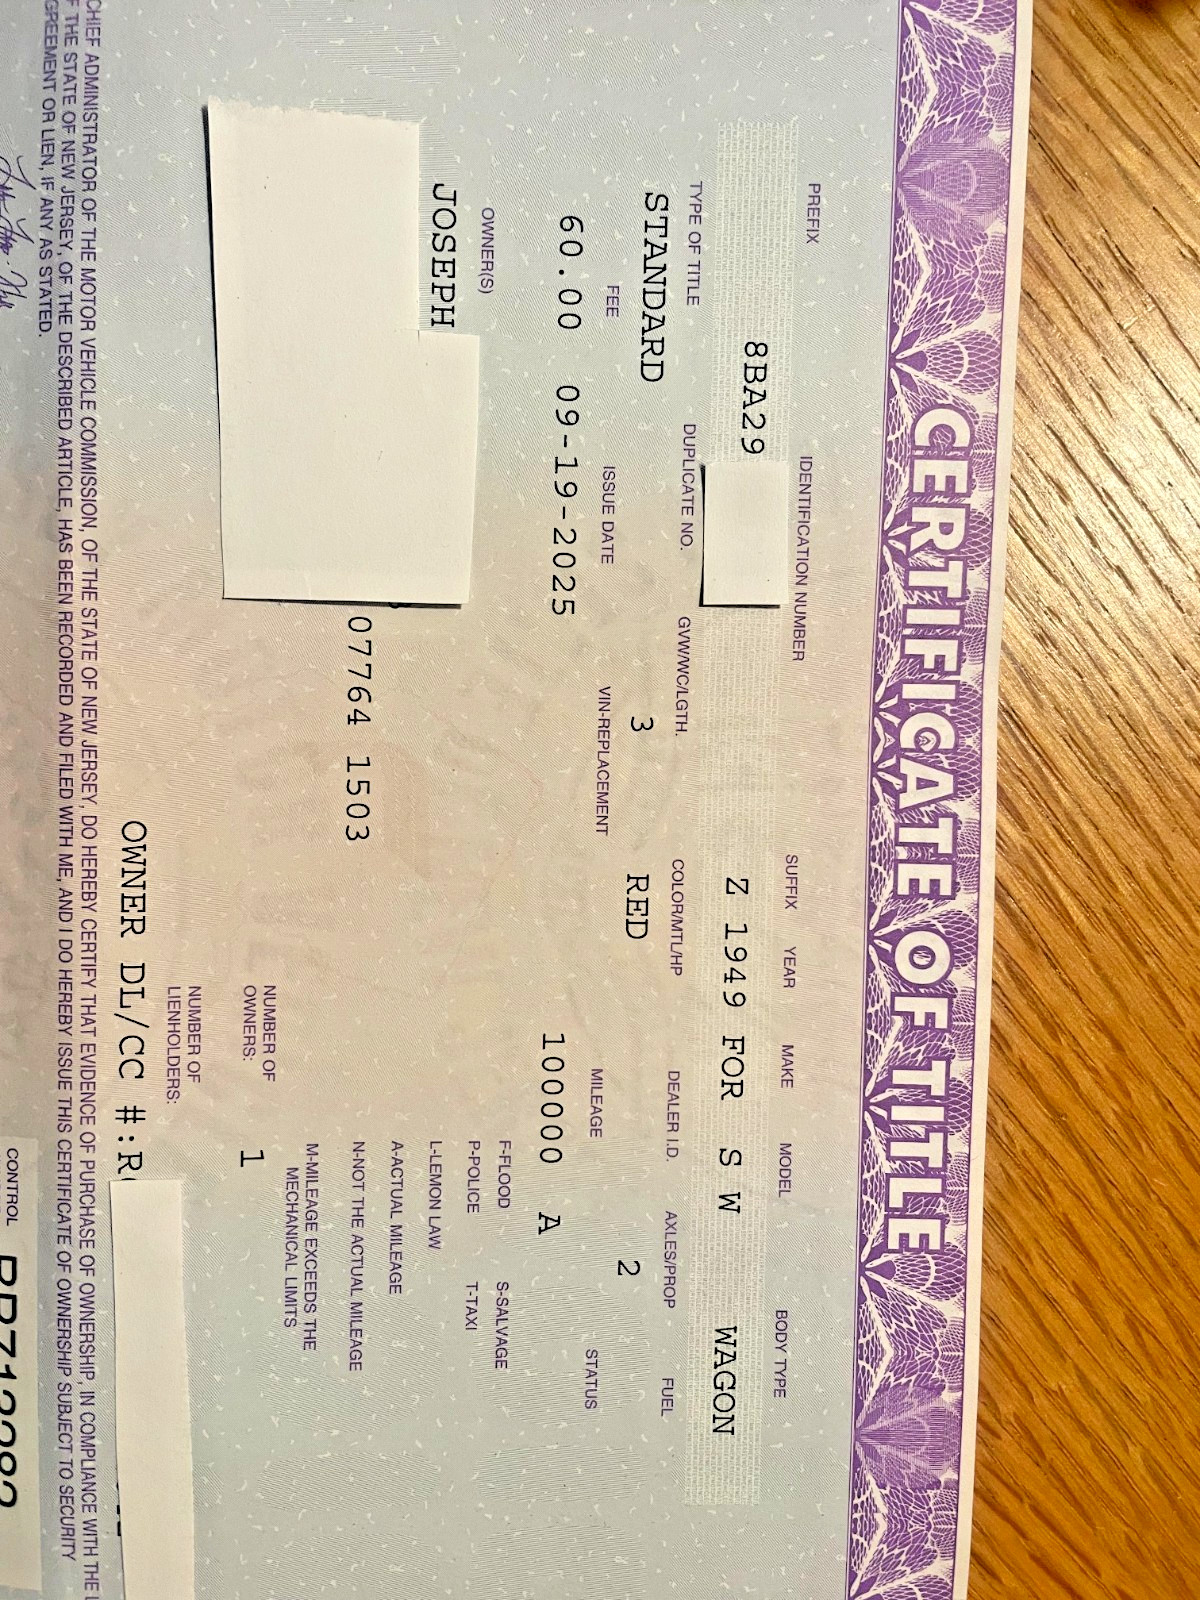 CERTIFICATE OF TITLE
PREFIX IDENTIFICATION NUMBER SUFFIX YEAR MAKE MODEL BODY TYPE
8BA29 Z 1949 FOR S W WAGON
TYPE OF TITLE DUPLICATE NO. GVW/WC/LGTH. COLOR/MTL/HP DEALER I.D. AXLES/PROP FUEL
STANDARD 3 RED 2
FEE ISSUE DATE VIN-REPLACEMENT MILEAGE STATUS
60.00 09-19-2025 100000 A
OWNER(S)
JOSEPH
07764 1503
F-FLOOD S-SALVAGE
P-POLICE T-TAXI
L-LEMON LAW
A-ACTUAL MILEAGE
N-NOT THE ACTUAL MILEAGE
M-MILEAGE EXCEEDS THE
MECHANICAL LIMITS
NUMBER OF
OWNERS: 1
NUMBER OF
LIENHOLDERS:
OWNER DL/CC #:R
CHIEF ADMINISTRATOR OF THE MOTOR VEHICLE COMMISSION, OF THE STATE OF NEW JERSEY, DO HEREBY CERTIFY THAT EVIDENCE OF PURCHASE OF OWNERSHIP, IN COMPLIANCE WITH THE
THE STATE OF NEW JERSEY, OF THE DESCRIBED ARTICLE, HAS BEEN RECORDED AND FILED WITH ME, AND I DO HEREBY ISSUE THIS CERTIFICATE OF OWNERSHIP SUBJECT TO SECURITY
GREEMENT OR LIEN, IF ANY AS STATED.
CONTROL